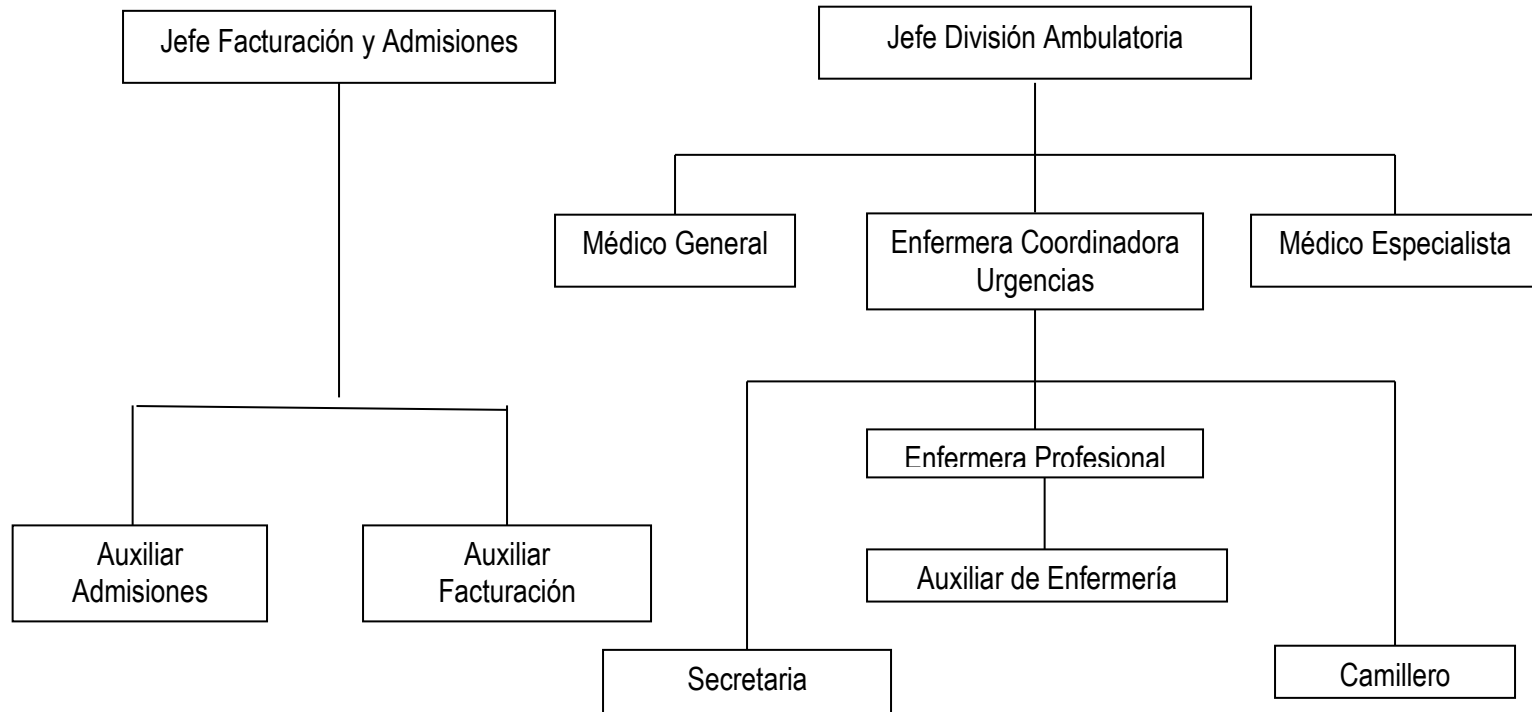 Jefe Facturación y Admisiones
Jefe División Ambulatoria
Médico General
Enfermera Coordinadora
Urgencias
Médico Especialista
Enfermera Profesional
Auxiliar
Admisiones
Auxiliar
Facturación
Auxiliar de Enfermería
Secretaria
Camillero